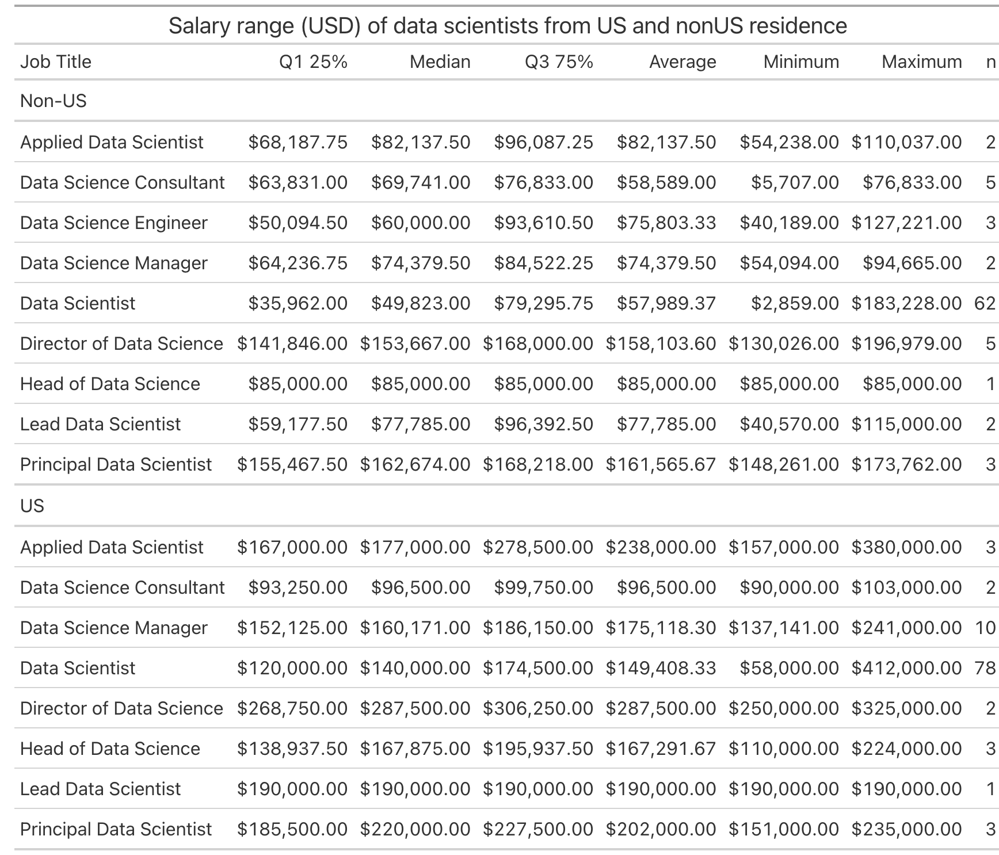 Salary range (USD) of data scientists from US and nonUS residence
Job Title Q1 25% Median Q3 75% Average Minimum Maximum n
Non-US
Applied Data Scientist $68,187.75 $82,137.50 $96,087.25 $82,137.50 $54,238.00 $110,037.00 2
Data Science Consultant $63,831.00 $69,741.00 $76,833.00 $58,589.00 $5,707.00 $76,833.00 5
Data Science Engineer $50,094.50 $60,000.00 $93,610.50 $75,803.33 $40,189.00 $127,221.00 3
Data Science Manager $64,236.75 $74,379.50 $84,522.25 $74,379.50 $54,094.00 $94,665.00 2
Data Scientist $35,962.00 $49,823.00 $79,295.75 $57,989.37 $2,859.00 $183,228.00 62
Director of Data Science $141,846.00 $153,667.00 $168,000.00 $158,103.60 $130,026.00 $196,979.00 5
Head of Data Science $85,000.00 $85,000.00 $85,000.00 $85,000.00 $85,000.00 $85,000.00 1
Lead Data Scientist $59,177.50 $77,785.00 $96,392.50 $77,785.00 $40,570.00 $115,000.00 2
Principal Data Scientist $155,467.50 $162,674.00 $168,218.00 $161,565.67 $148,261.00 $173,762.00 3
US
Applied Data Scientist $167,000.00 $177,000.00 $278,500.00 $238,000.00 $157,000.00 $380,000.00 3
Data Science Consultant $93,250.00 $96,500.00 $99,750.00 $96,500.00 $90,000.00 $103,000.00 2
Data Science Manager $152,125.00 $160,171.00 $186,150.00 $175,118.30 $137,141.00 $241,000.00 10
Data Scientist $120,000.00 $140,000.00 $174,500.00 $149,408.33 $58,000.00 $412,000.00 78
Director of Data Science $268,750.00 $287,500.00 $306,250.00 $287,500.00 $250,000.00 $325,000.00 2
Head of Data Science $138,937.50 $167,875.00 $195,937.50 $167,291.67 $110,000.00 $224,000.00 3
Lead Data Scientist $190,000.00 $190,000.00 $190,000.00 $190,000.00 $190,000.00 $190,000.00 1
Principal Data Scientist $185,500.00 $220,000.00 $227,500.00 $202,000.00 $151,000.00 $235,000.00 3